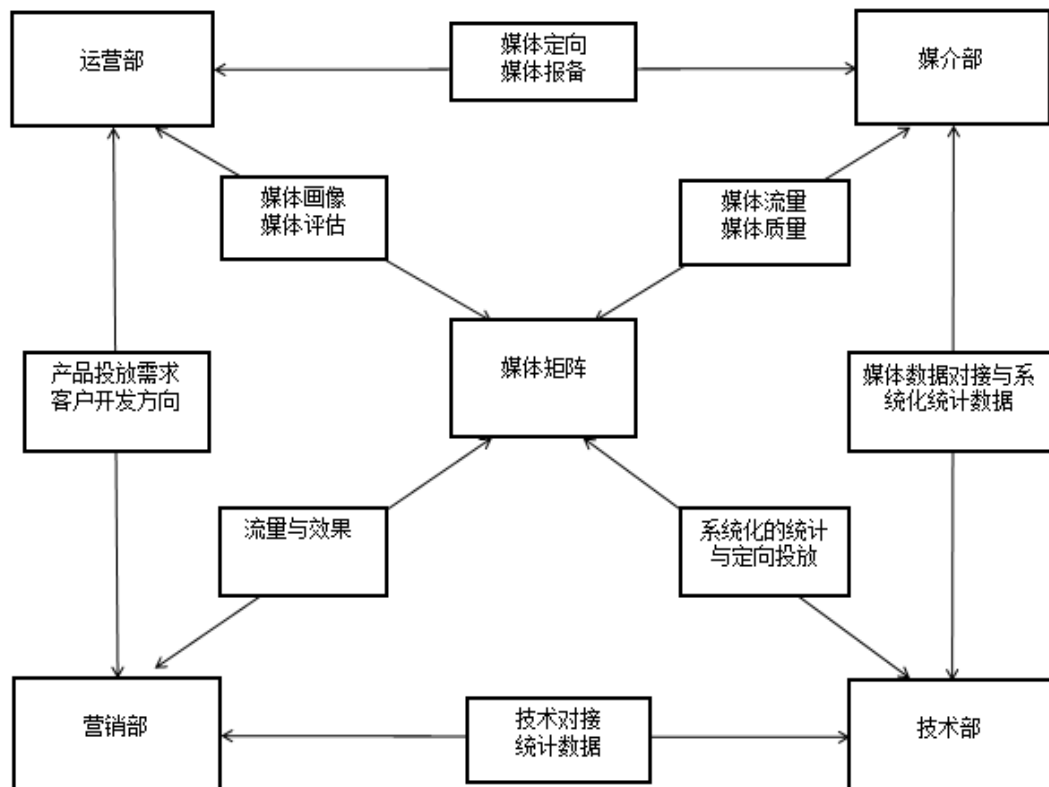 运营部
媒体定向
媒体报备
媒介部
媒体画像
媒体评估
媒体流量
媒体质量
媒体矩阵
产品投放需求
客户开发方向
媒体数据对接与系
统化统计数据
流量与效果
系统化的统计
与定向投放
营销部
技术对接
统计数据
技术部